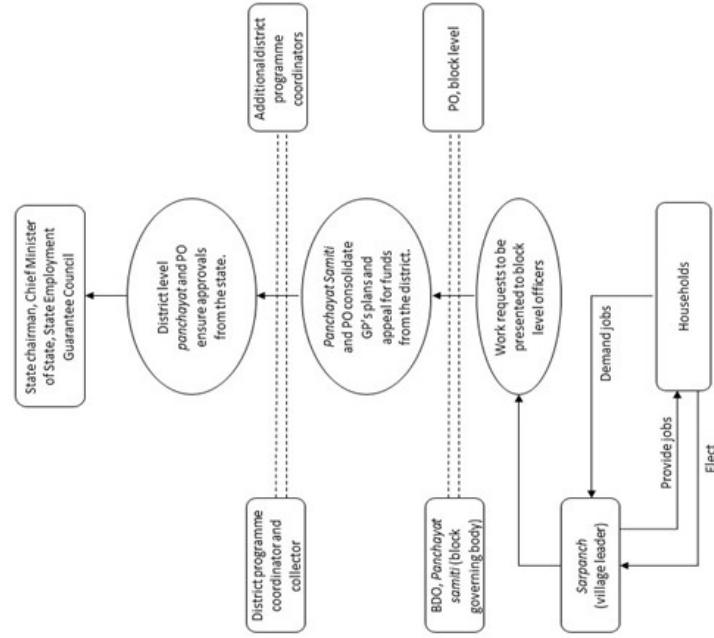 State chairman, Chief Minister
of State, State Employment
Guarantee Council
District level
panchayat and PO
ensure approvals
from the state.
District programme
coordinator and
collector
Additional district
programme
coordinators
Panchayat Samiti
and PO consolidate
GP's plans and
appeal for funds
from the district.
BDO, Panchayat
samiti (block
governing body)
PO, block level
Work requests to be
presented to block
level officers
Sarpanch
(village leader)
Demand jobs
Provide jobs
Elect
Households